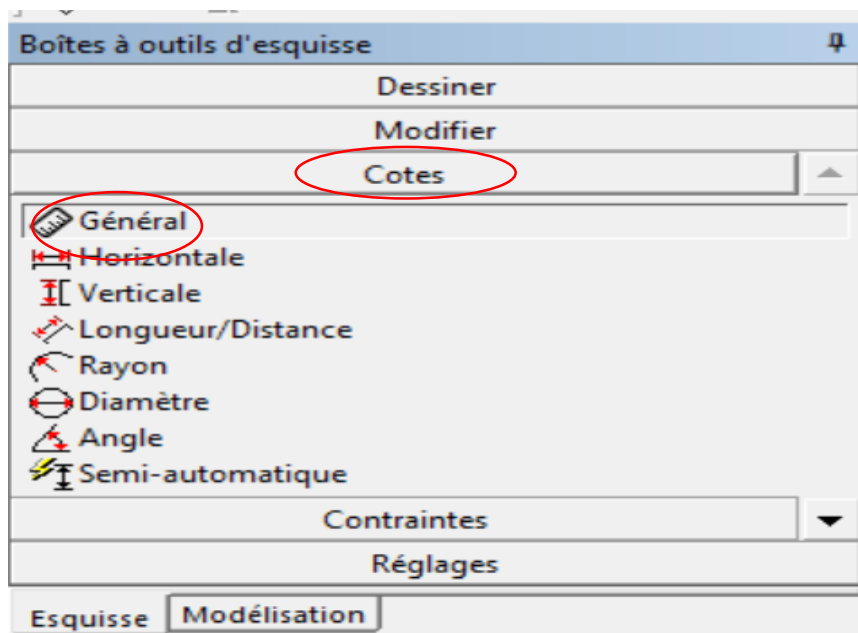 Boîtes à outils d'esquisse
Dessiner
Modifier
Cotes
Général
Horizontale
Verticale
Longueur/Distance
Rayon
Diamètre
Angle
Semi-automatique
Contraintes
Réglages
Esquisse Modélisation